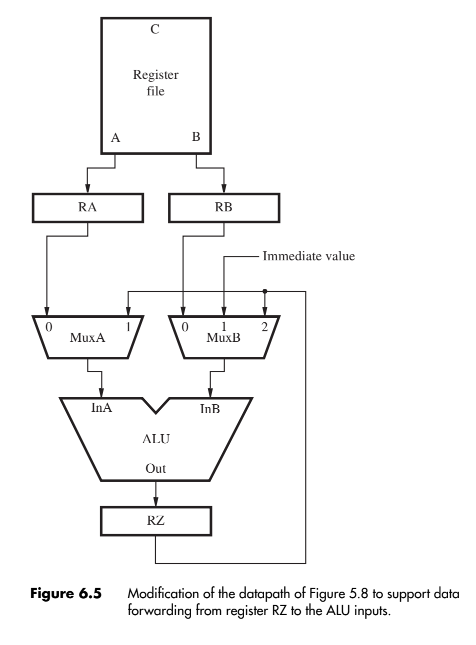 C
Register
file
A B
RA RB
Immediate value
0 1 0 1 2
MuxA MuxB
InA InB
ALU
Out
RZ
Figure 6.5 Modification of the datapath of Figure 5.8 to support data
forwarding from register RZ to the ALU inputs.